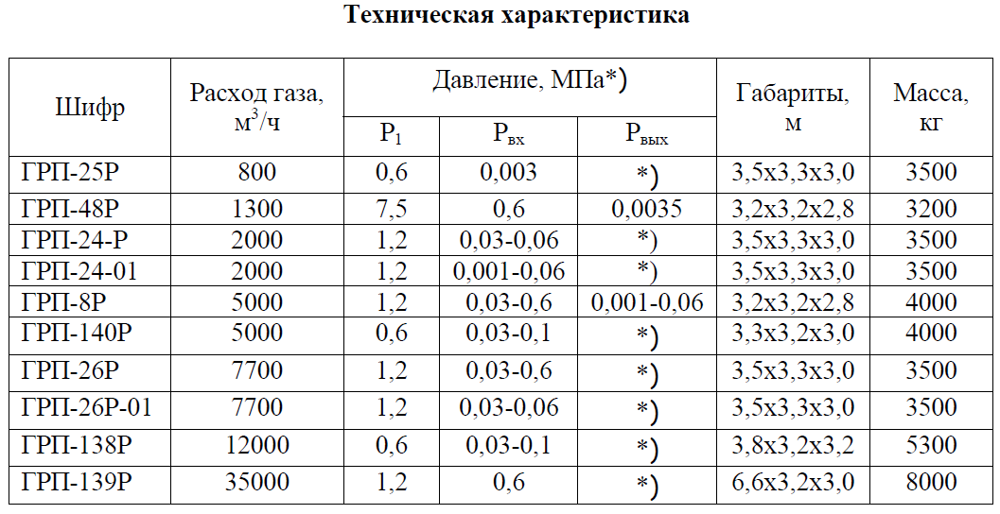 Техническая характеристика
Шифр Расход газа, м³/ч Давление, МПа*) Габариты, м Масса, кг
Р₁ Рвх Рвых
ГРП-25Р 800 0,6 0,003 *) 3,5х3,3х3,0 3500
ГРП-48Р 1300 7,5 0,6 0,0035 3,2х3,2х2,8 3200
ГРП-24-Р 2000 1,2 0,03-0,06 *) 3,5х3,3х3,0 3500
ГРП-24-01 2000 1,2 0,001-0,06 *) 3,5х3,3х3,0 3500
ГРП-8Р 5000 1,2 0,03-0,6 0,001-0,06 3,2х3,2х2,8 4000
ГРП-140Р 5000 0,6 0,03-0,1 *) 3,3х3,2х3,0 4000
ГРП-26Р 7700 1,2 0,03-0,6 *) 3,5х3,3х3,0 3500
ГРП-26Р-01 7700 1,2 0,03-0,06 *) 3,5х3,3х3,0 3500
ГРП-138Р 12000 0,6 0,03-0,1 *) 3,8х3,2х3,2 5300
ГРП-139Р 35000 1,2 0,6 *) 6,6х3,2х3,0 8000